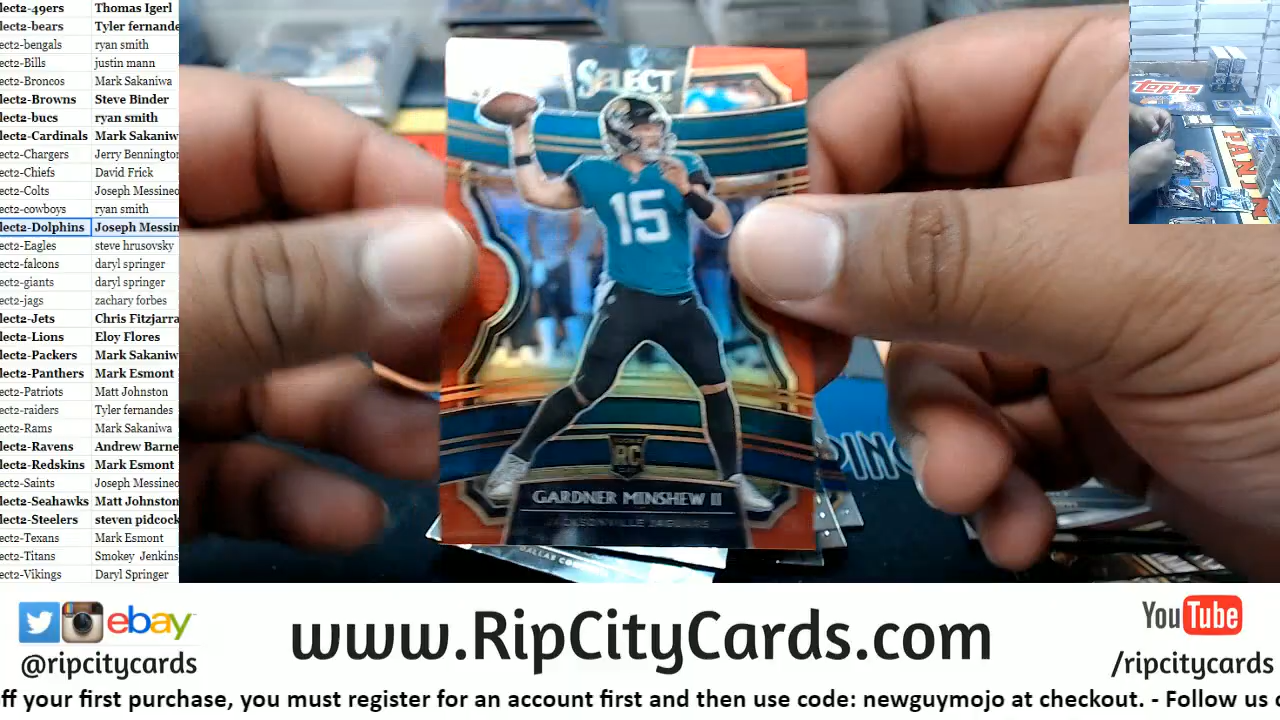 lect2-49ers Thomas Igerl
lect2-bears Tyler fernande
ect2-bengals ryan smith
ect2-Bills justin mann
ect2-Broncos Mark Sakaniwa
lect2-Browns Steve Binder
lect2-bucs ryan smith
lect2-Cardinals Mark Sakaniw
ect2-Chargers Jerry Bennington
ect2-Chiefs David Frick
ect2-Colts Joseph Messineo
ect2-cowboys ryan smith
lect2-Dolphins Joseph Messin
ect2-Eagles steve hrusovsky
ect2-falcons daryl springer
ect2-giants daryl springer
ect2-jags zachary forbes
lect2-Jets Chris Fitzjarra
lect2-Lions Eloy Flores
lect2-Packers Mark Sakaniw
lect2-Panthers Mark Esmont
ect2-Patriots Matt Johnston
ect2-raiders Tyler fernandes
ect2-Rams Mark Sakaniwa
lect2-Ravens Andrew Barne
lect2-Redskins Mark Esmont
ect2-Saints Joseph Messineo
lect2-Seahawks Matt Johnston
lect2-Steelers steven pidcock
ect2-Texans Mark Esmont
ect2-Titans Smokey Jenkins
ect2-Vikings Daryl Springer
SELECT
15
RC
GARDNER MINSHEW II
JACKSONVILLE JAGUARS
DALLAS CO
PING
TOPPS
PANINI
ebay
@ripcitycards
www.RipCityCards.com
YouTube
/ripcitycards
off your first purchase, you must register for an account first and then use code: newguymojo at checkout. - Follow us o